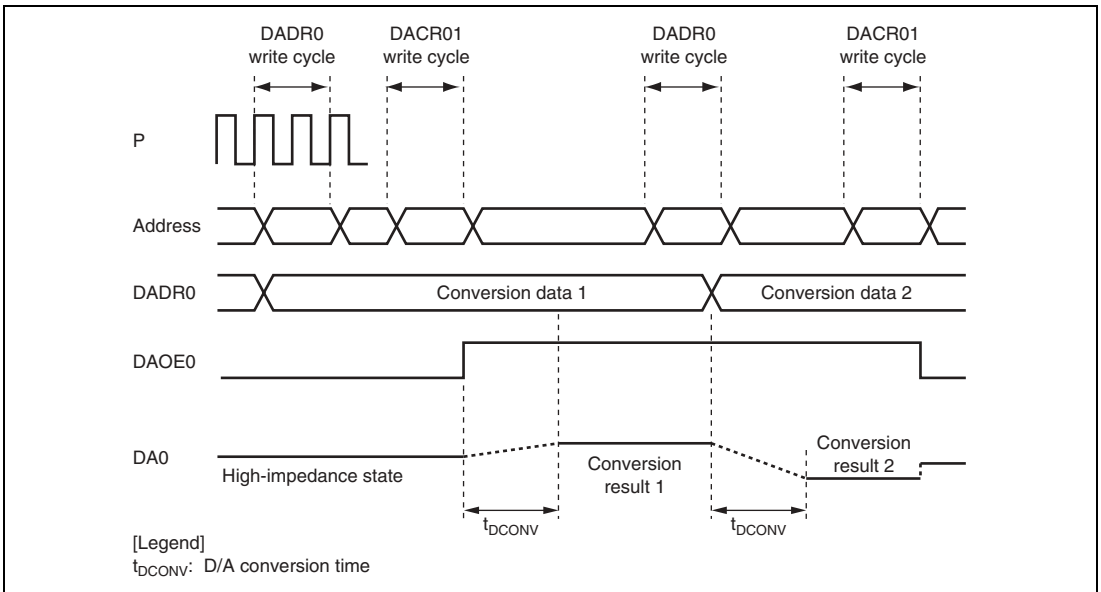 DADR0
write cycle
DACR01
write cycle
DADR0
write cycle
DACR01
write cycle
P
Address
DADR0
Conversion data 1
Conversion data 2
DAOE0
DA0
High-impedance state
Conversion
result 1
Conversion
result 2
tDCONV
tDCONV
[Legend]
tDCONV: D/A conversion time